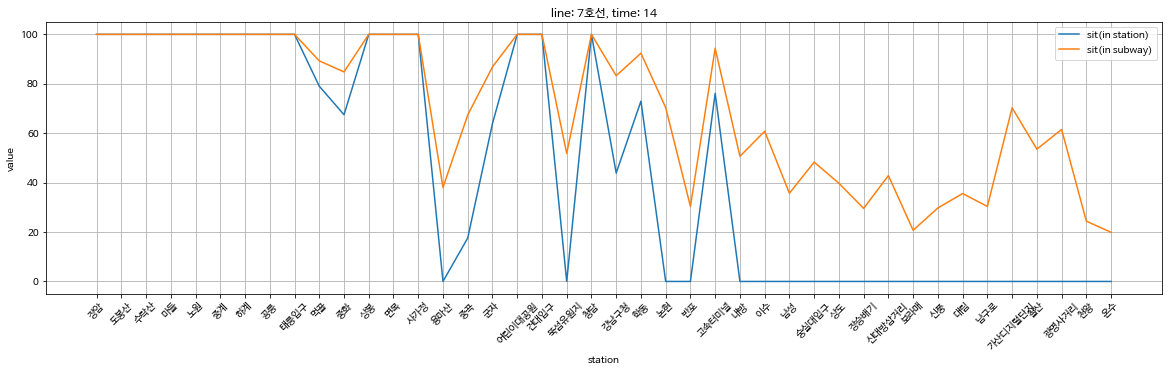 line: 7호선, time: 14
sit(in station)
sit(in subway)
value
100
80
60
40
20
0
장암
도봉산
수락산
마들
노원
중계
하계
공릉
태릉입구
먹골
중화
상봉
면목
사가정
용마산
중곡
군자
어린이대공원
건대입구
뚝섬유원지
청담
강남구청
학동
논현
반포
고속터미널
내방
이수
남성
숭실대입구
상도
장승배기
신대방삼거리
보라매
신풍
대림
남구로
가산디지털단지
철산
광명사거리
천왕
온수
station